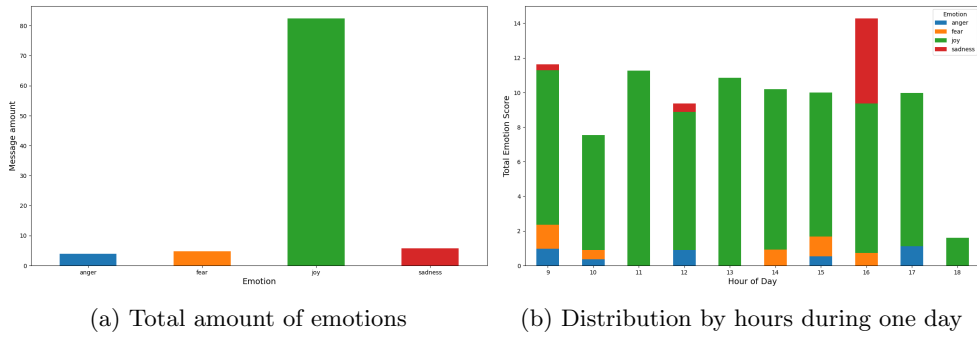 80
70
60
50
40
30
20
10
0
Message amount
anger fear joy sadness
Emotion
14
12
10
8
6
4
2
0
Total Emotion Score
Emotion
anger
fear
joy
sadness
9 10 11 12 13 14 15 16 17 18
Hour of Day
(a) Total amount of emotions
(b) Distribution by hours during one day